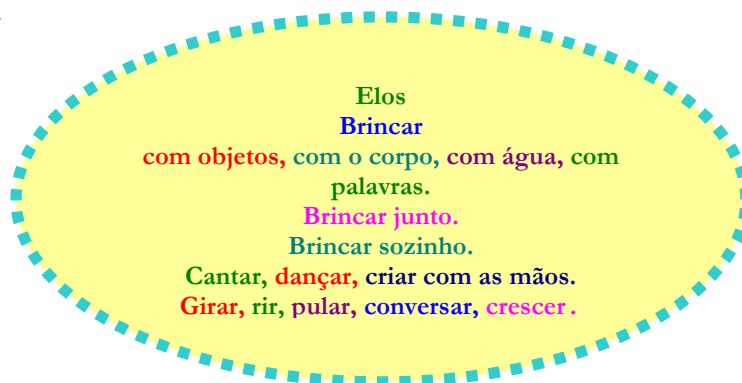 Elos
Brincar
com objetos, com o corpo, com água, com
palavras.
Brincar junto.
Brincar sozinho.
Cantar, dançar, criar com as mãos.
Girar, rir, pular, conversar, crescer.